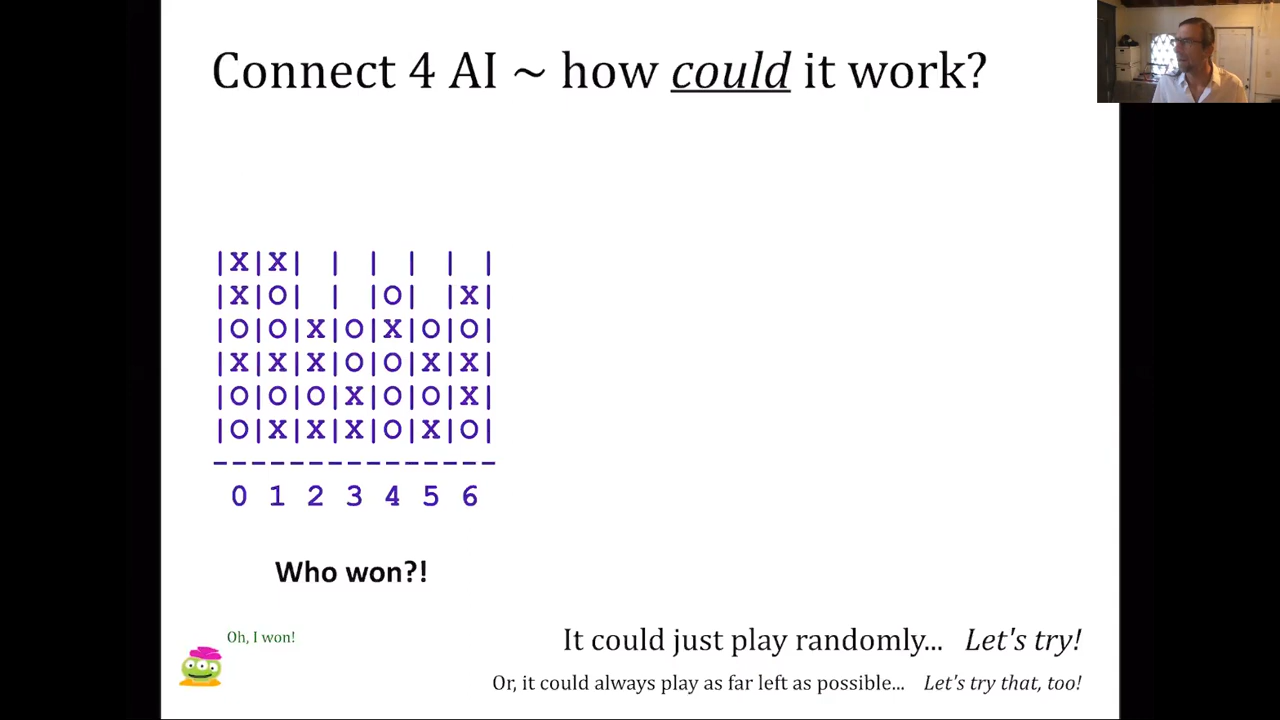 Connect 4 AI ~ how could it work?
|X|X| | | | | |
|X|O| | |O| |X|
|O|O|X|O|X|O|O|
|X|X|X|O|O|X|X|
|O|O|O|X|O|O|X|
|O|X|X|X|O|X|O|
---------------
0 1 2 3 4 5 6
Who won?!
Oh, I won!
It could just play randomly... Let's try!
Or, it could always play as far left as possible... Let's try that, too!